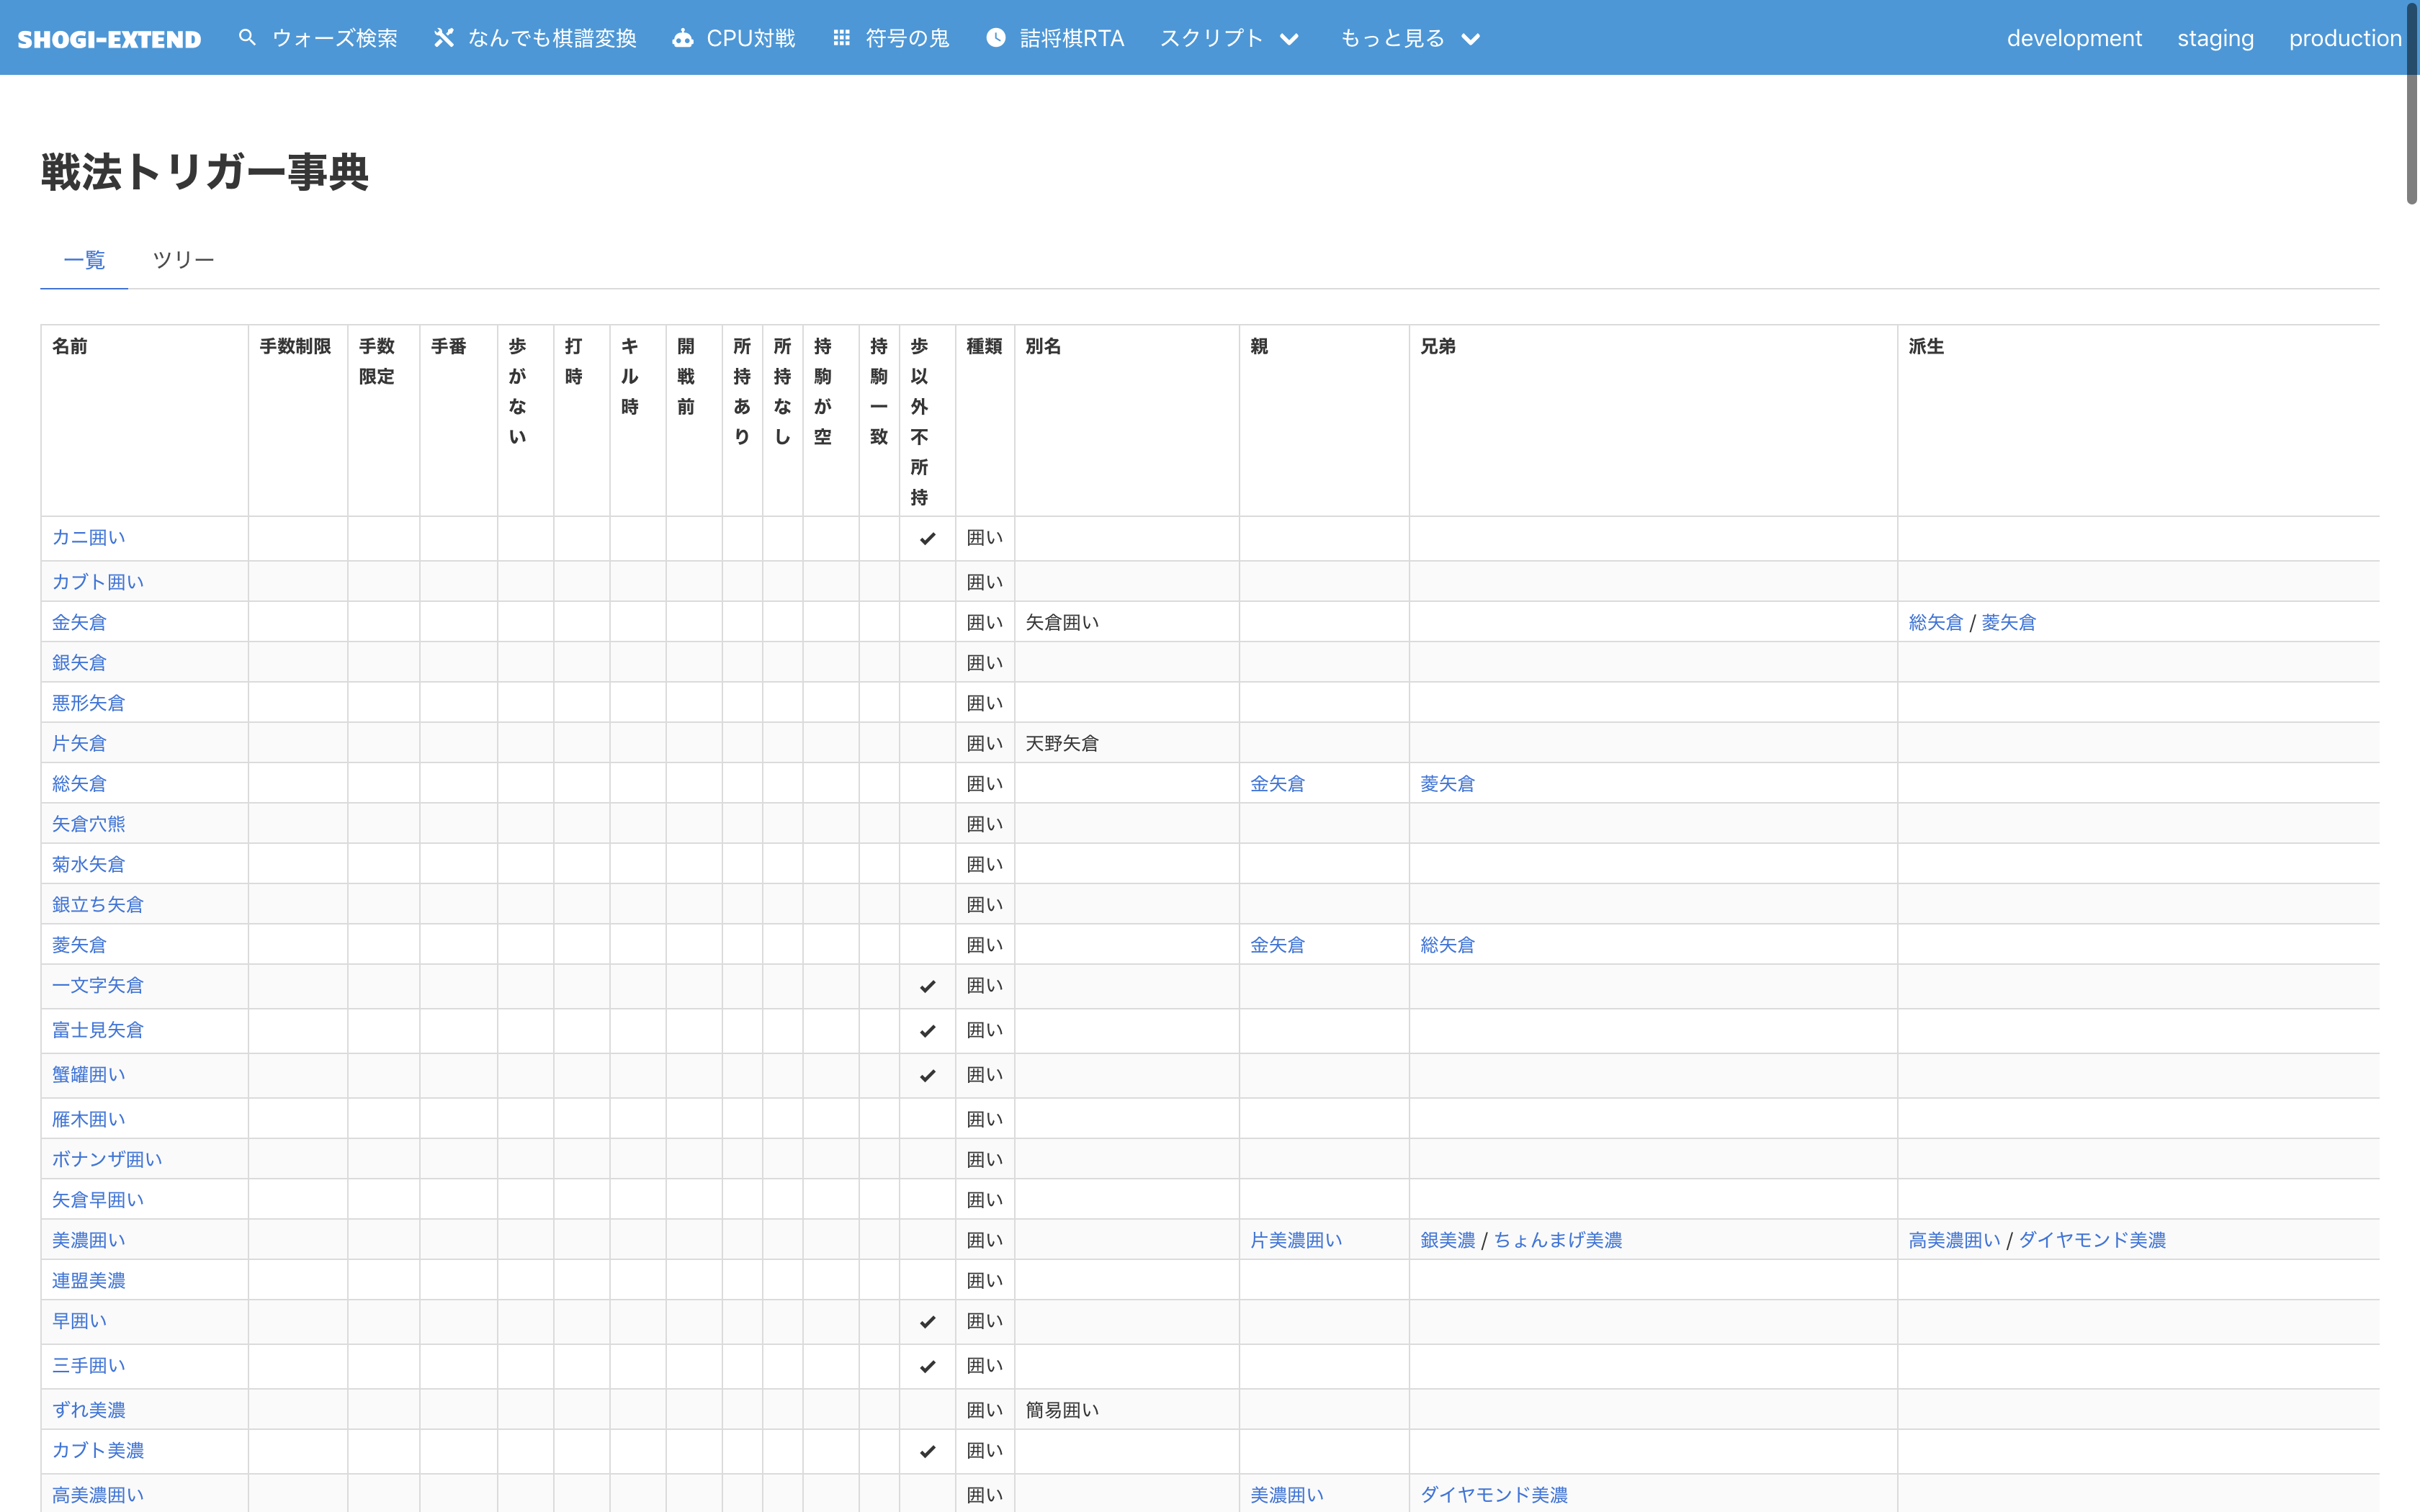 SHOGI-EXTEND ウォーズ検索 なんでも棋譜変換 CPU対戦 符号の鬼 詰将棋RTA スクリプト もっと見る development staging production
戦法トリガー事典
一覧 ツリー
名前 手数制限 手数限定 手番 歩がない 打時 キル時 開戦前 所持あり 所持なし 持駒が空 持駒一致 歩以外不所持 種類 別名 親 兄弟 派生
カニ囲い ✔ 囲い
カブト囲い 囲い
金矢倉 囲い 矢倉囲い 総矢倉 / 菱矢倉
銀矢倉 囲い
悪形矢倉 囲い
片矢倉 囲い 天野矢倉
総矢倉 囲い 金矢倉 菱矢倉
矢倉穴熊 囲い
菊水矢倉 囲い
銀立ち矢倉 囲い
菱矢倉 囲い 金矢倉 総矢倉
一文字矢倉 ✔ 囲い
富士見矢倉 ✔ 囲い
蟹罐囲い ✔ 囲い
雁木囲い 囲い
ボナンザ囲い 囲い
矢倉早囲い 囲い
美濃囲い 囲い 片美濃囲い 銀美濃 / ちょんまげ美濃 高美濃囲い / ダイヤモンド美濃
連盟美濃 囲い
早囲い ✔ 囲い
三手囲い ✔ 囲い
ずれ美濃 囲い 簡易囲い
カブト美濃 ✔ 囲い
高美濃囲い 囲い 美濃囲い ダイヤモンド美濃